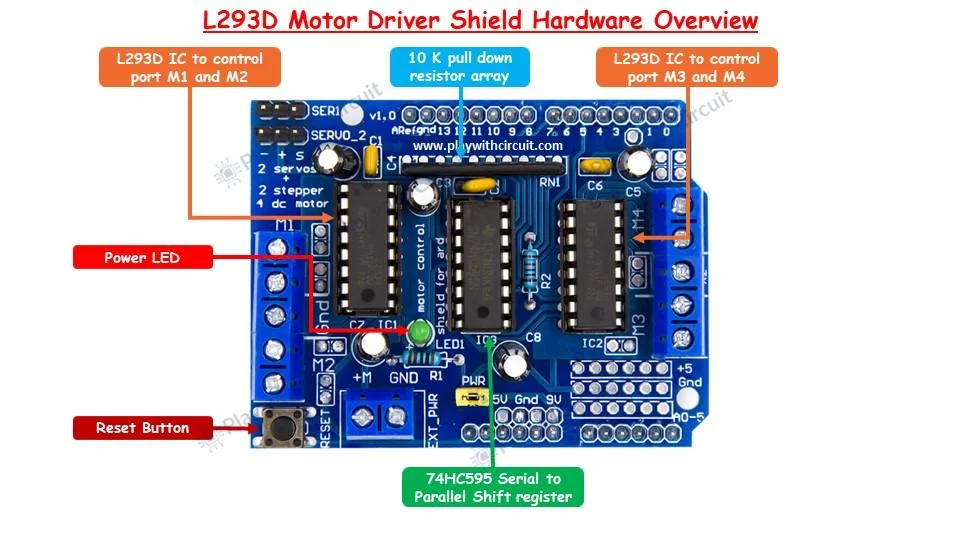 L293D Motor Driver Shield Hardware Overview
L293D IC to control
port M1 and M2
10 K pull down
resistor array
L293D IC to control
port M3 and M4
SER1
v1.0
SERVO_2
ARef
gnd
13 12 11 10 9 8
7 6 5 4 3 2 1 0
www.playwithcircuit.com
- + S
2 servos
+
2 stepper
4 dc motor
C1
C4
C3
RN1
C6
C5
M1
M4
Power LED
motor control
shield for ard
R2
Gnd
M3
C7
IC1
LED1
IC3
C8
IC2
M2
+M
GND
R1
PWR
+5
Gnd
5V Gnd 9V
A0-5
Reset Button
RESET
EXT_PWR
74HC595 Serial to
Parallel Shift register